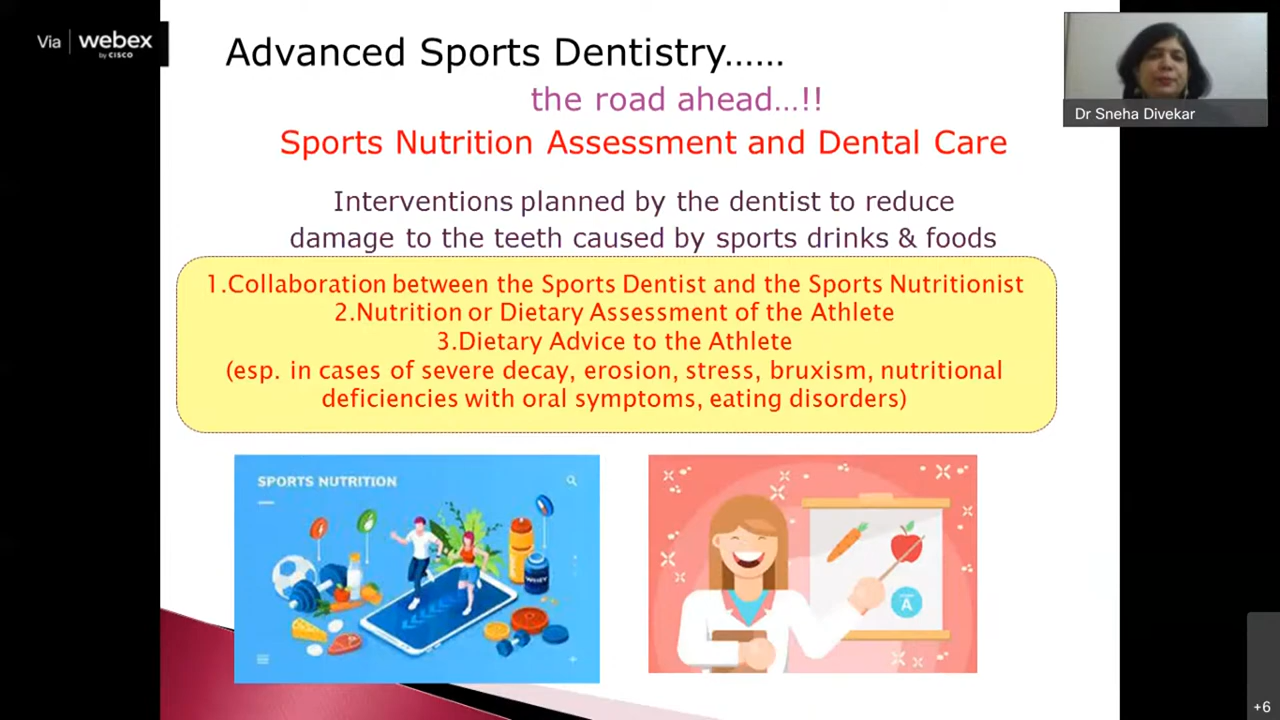 Via webex
by CISCO
Advanced Sports Dentistry......
the road ahead...!!
Dr Sneha Divekar
Sports Nutrition Assessment and Dental Care
Interventions planned by the dentist to reduce
damage to the teeth caused by sports drinks & foods
1.Collaboration between the Sports Dentist and the Sports Nutritionist
2.Nutrition or Dietary Assessment of the Athlete
3.Dietary Advice to the Athlete
(esp. in cases of severe decay, erosion, stress, bruxism, nutritional
deficiencies with oral symptoms, eating disorders)
SPORTS NUTRITION
WHEY
A
+6